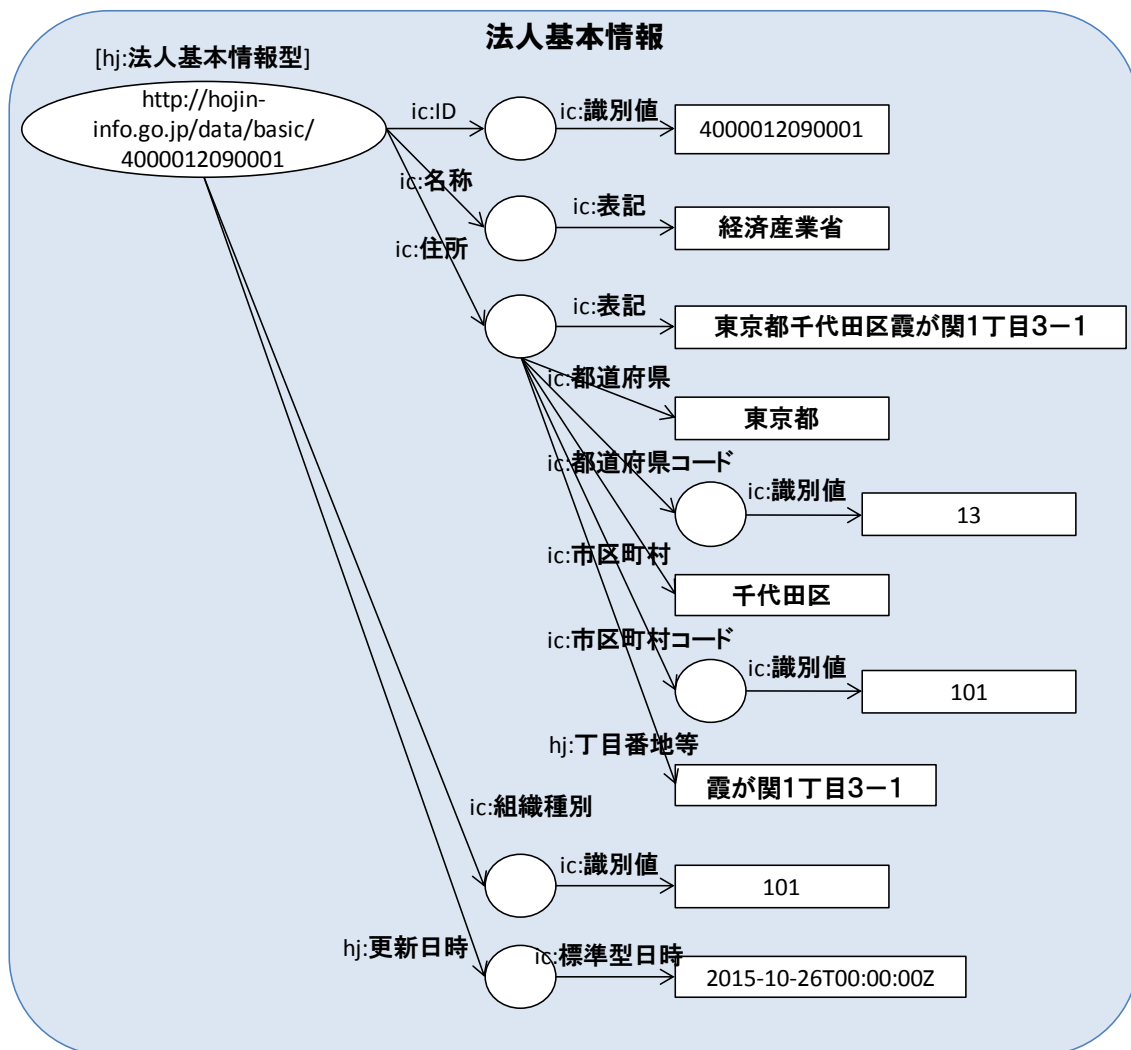 法人基本情報
[hj:法人基本情報型]
http://hojin-
info.go.jp/data/basic/
4000012090001
ic:ID
ic:識別値
4000012090001
ic:名称
ic:表記
経済産業省
ic:住所
ic:表記
東京都千代田区霞が関1丁目3－1
ic:都道府県
東京都
ic:都道府県コード
ic:識別値
13
ic:市区町村
千代田区
ic:市区町村コード
ic:識別値
101
hj:丁目番地等
霞が関1丁目3－1
ic:組織種別
ic:識別値
101
hj:更新日時
ic:標準型日時
2015-10-26T00:00:00Z